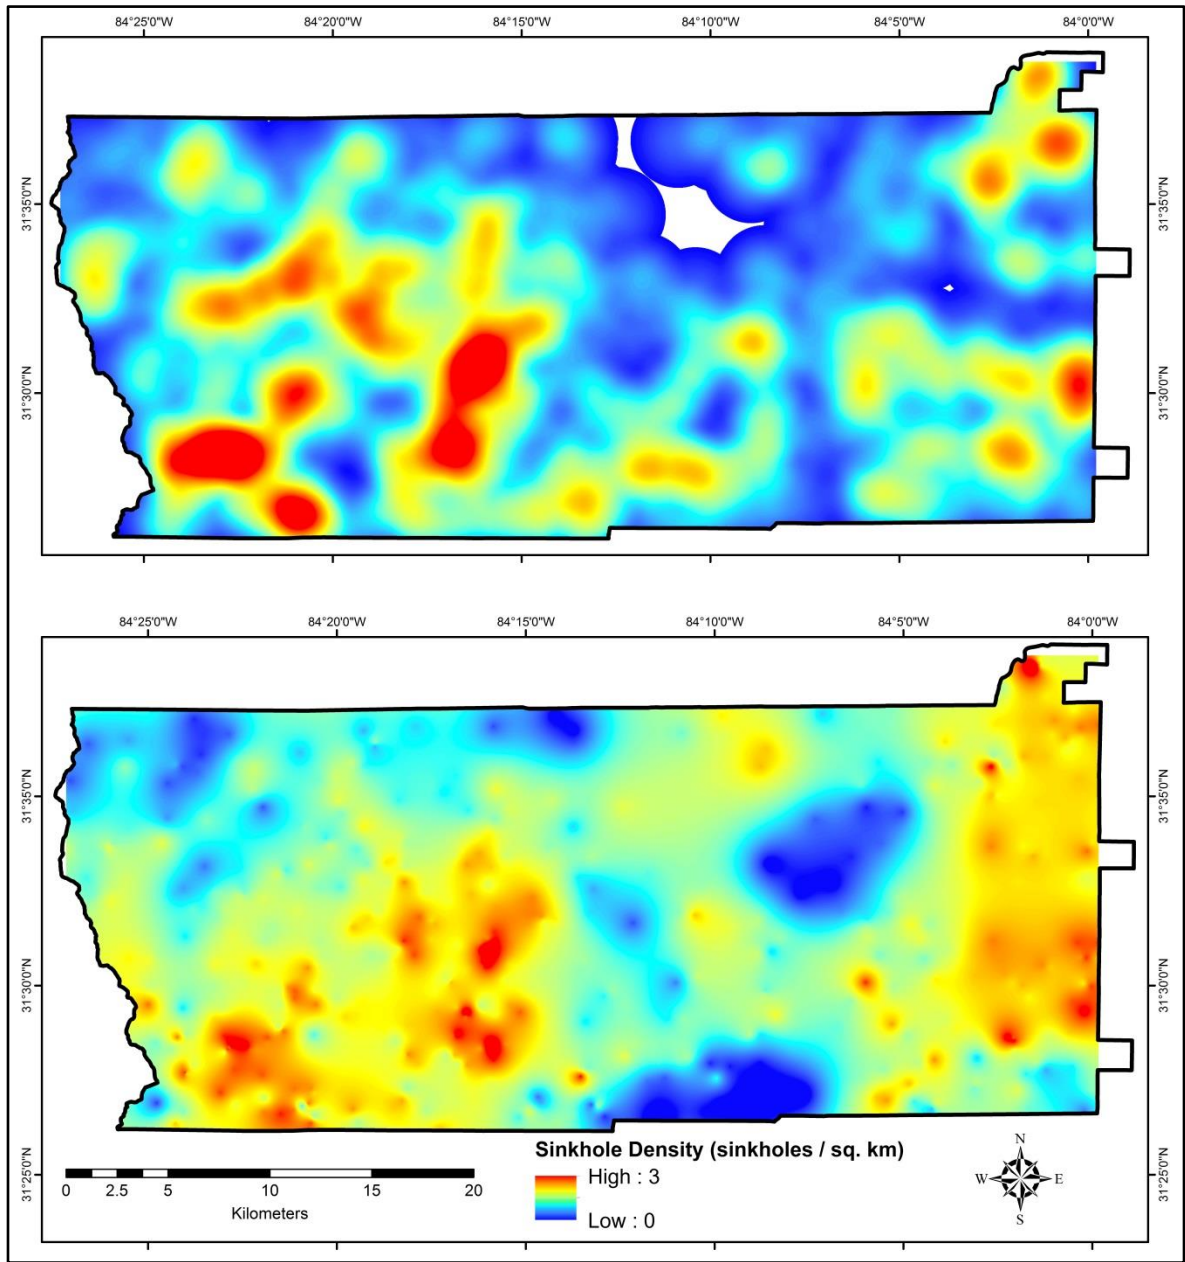 84°25'0"W 84°20'0"W 84°15'0"W 84°10'0"W 84°5'0"W 84°0'0"W
31°35'0"N 31°35'0"N
31°30'0"N 31°30'0"N
84°25'0"W 84°20'0"W 84°15'0"W 84°10'0"W 84°5'0"W 84°0'0"W
31°35'0"N 31°35'0"N
31°30'0"N 31°30'0"N
31°25'0"N 31°25'0"N
Sinkhole Density (sinkholes / sq. km)
High : 3
Low : 0
0 2.5 5 10 15 20
Kilometers
N
W E
S